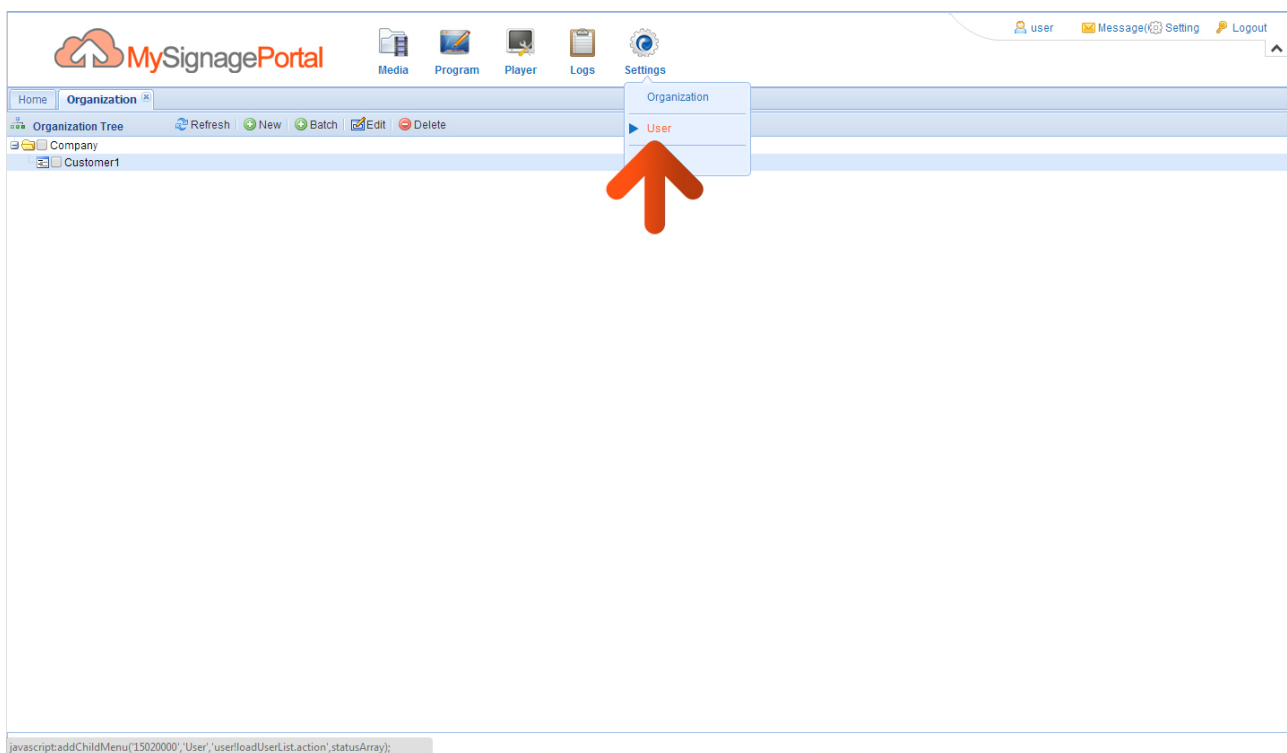 MySignagePortal
Media Program Player Logs Settings
user Message( Setting Logout
Home Organization
Organization
User
Organization Tree Refresh New Batch Edit Delete
Company
Customer1
javascript:addChildMenu('15020000','User','user!loadUserList.action',statusArray);